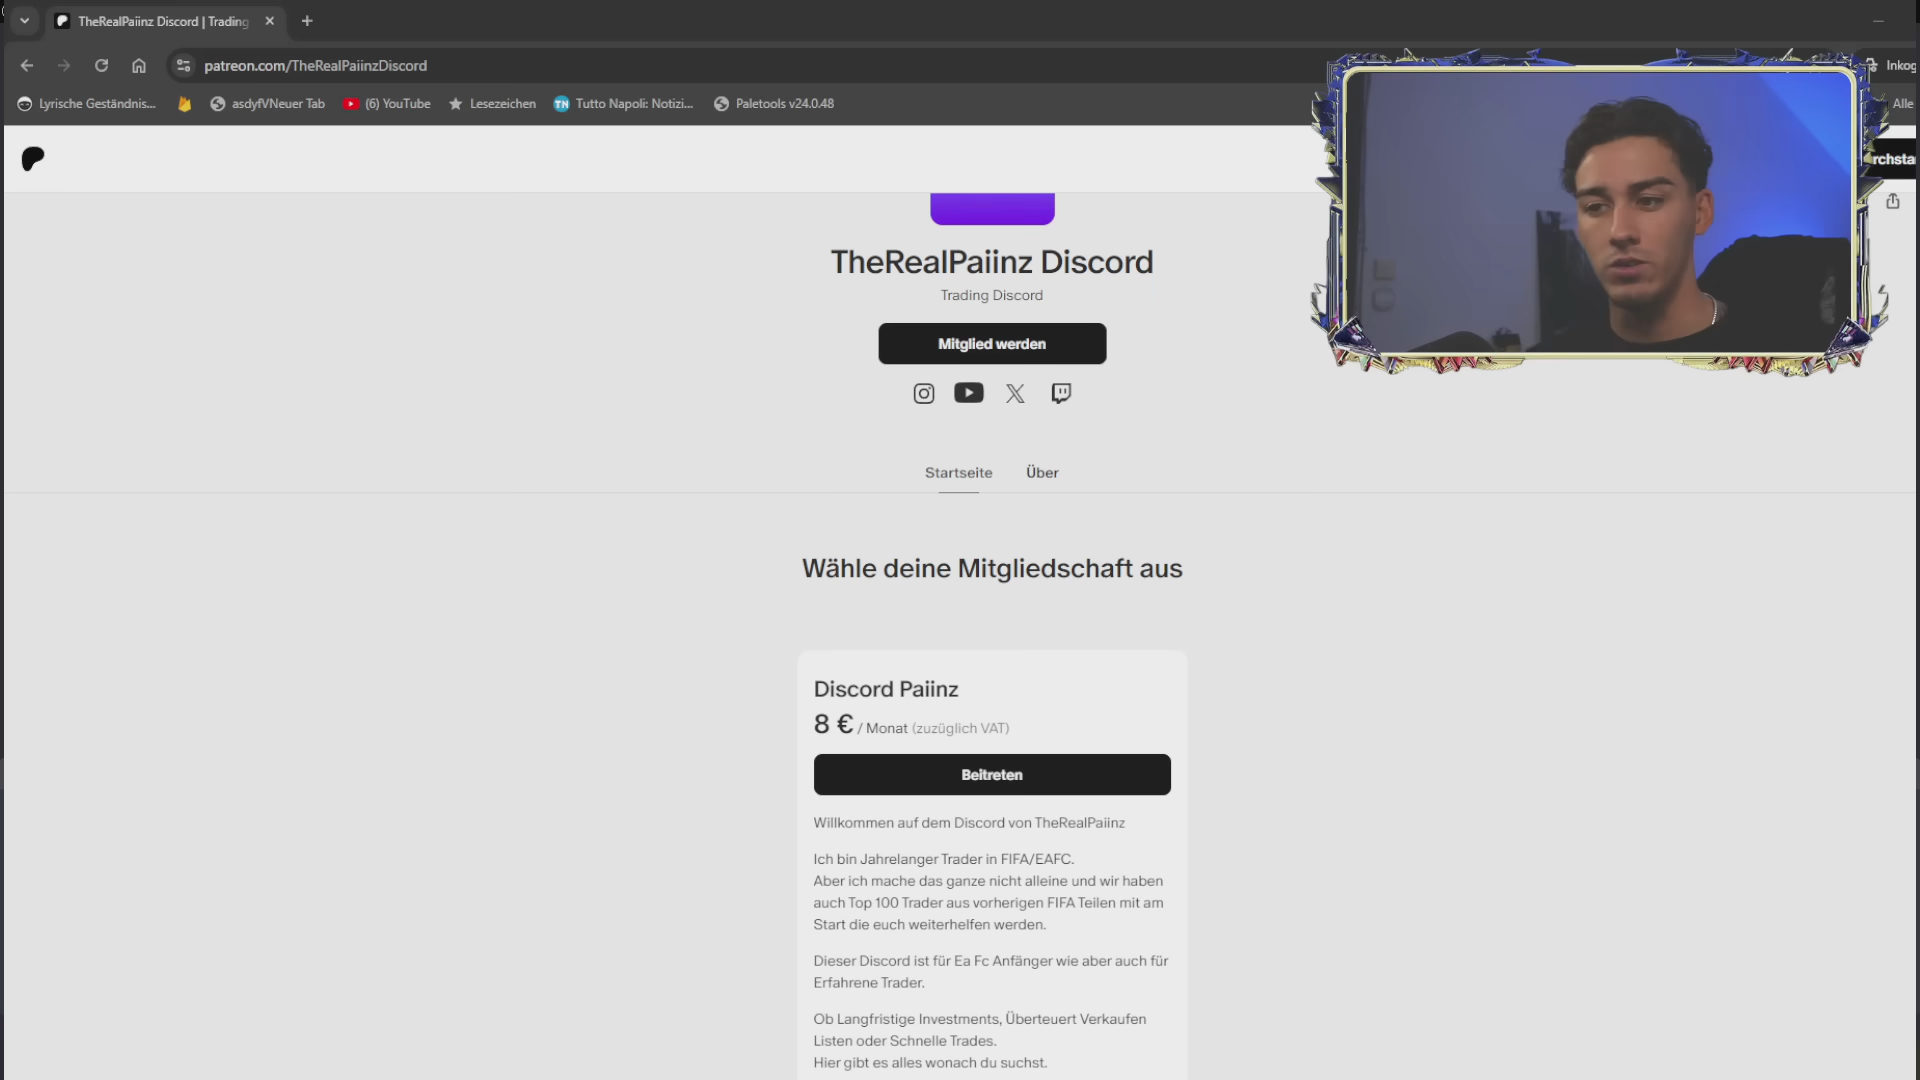 TheRealPaiinz Discord | Trading
patreon.com/TheRealPaiinzDiscord
Inkog
Lyrische Geständnis...
asdyfVNeuer Tab
(6) YouTube
Lesezeichen
TN
Tutto Napoli: Notizi...
Paletools v24.0.48
Alle
rchsta
TheRealPaiinz Discord
Trading Discord
Mitglied werden
Startseite
Über
Wähle deine Mitgliedschaft aus
Discord Paiinz
8 € / Monat (zuzüglich VAT)
Beitreten
Willkommen auf dem Discord von TheRealPaiinz
Ich bin Jahrelanger Trader in FIFA/EAFC.
Aber ich mache das ganze nicht alleine und wir haben
auch Top 100 Trader aus vorherigen FIFA Teilen mit am
Start die euch weiterhelfen werden.
Dieser Discord ist für Ea Fc Anfänger wie aber auch für
Erfahrene Trader.
Ob Langfristige Investments, Überteuert Verkaufen
Listen oder Schnelle Trades.
Hier gibt es alles wonach du suchst.